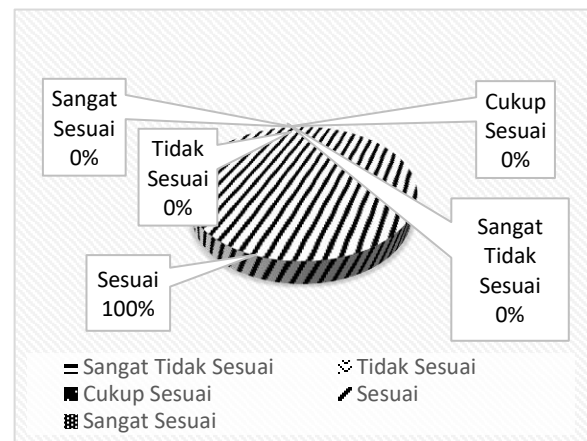 Sangat
Sesuai
0%
Cukup
Sesuai
0%
Tidak
Sesuai
0%
Sangat
Tidak
Sesuai
0%
Sesuai
100%
Sangat Tidak Sesuai
Tidak Sesuai
Cukup Sesuai
Sesuai
Sangat Sesuai